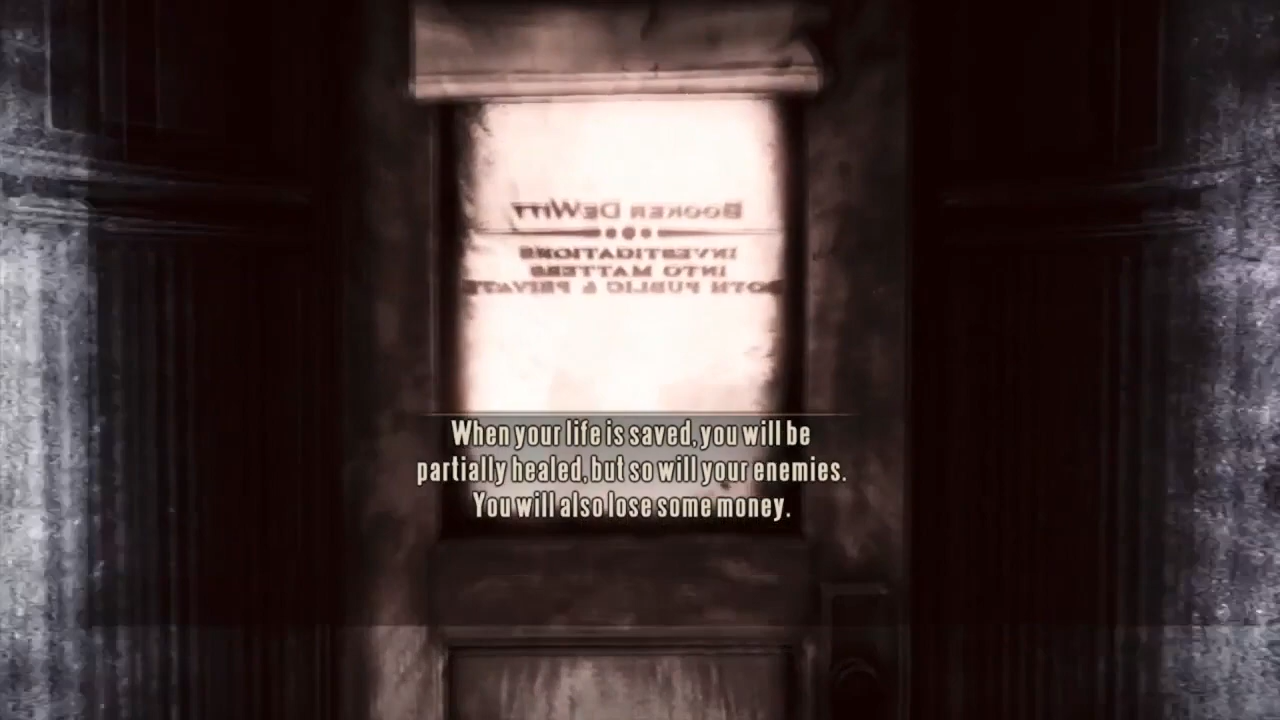 BOOKER DEWITT
INVESTIGATIONS
INTO MATTERS
BOTH PUBLIC & PRIVATE
When your life is saved, you will be
partially healed, but so will your enemies.
You will also lose some money.